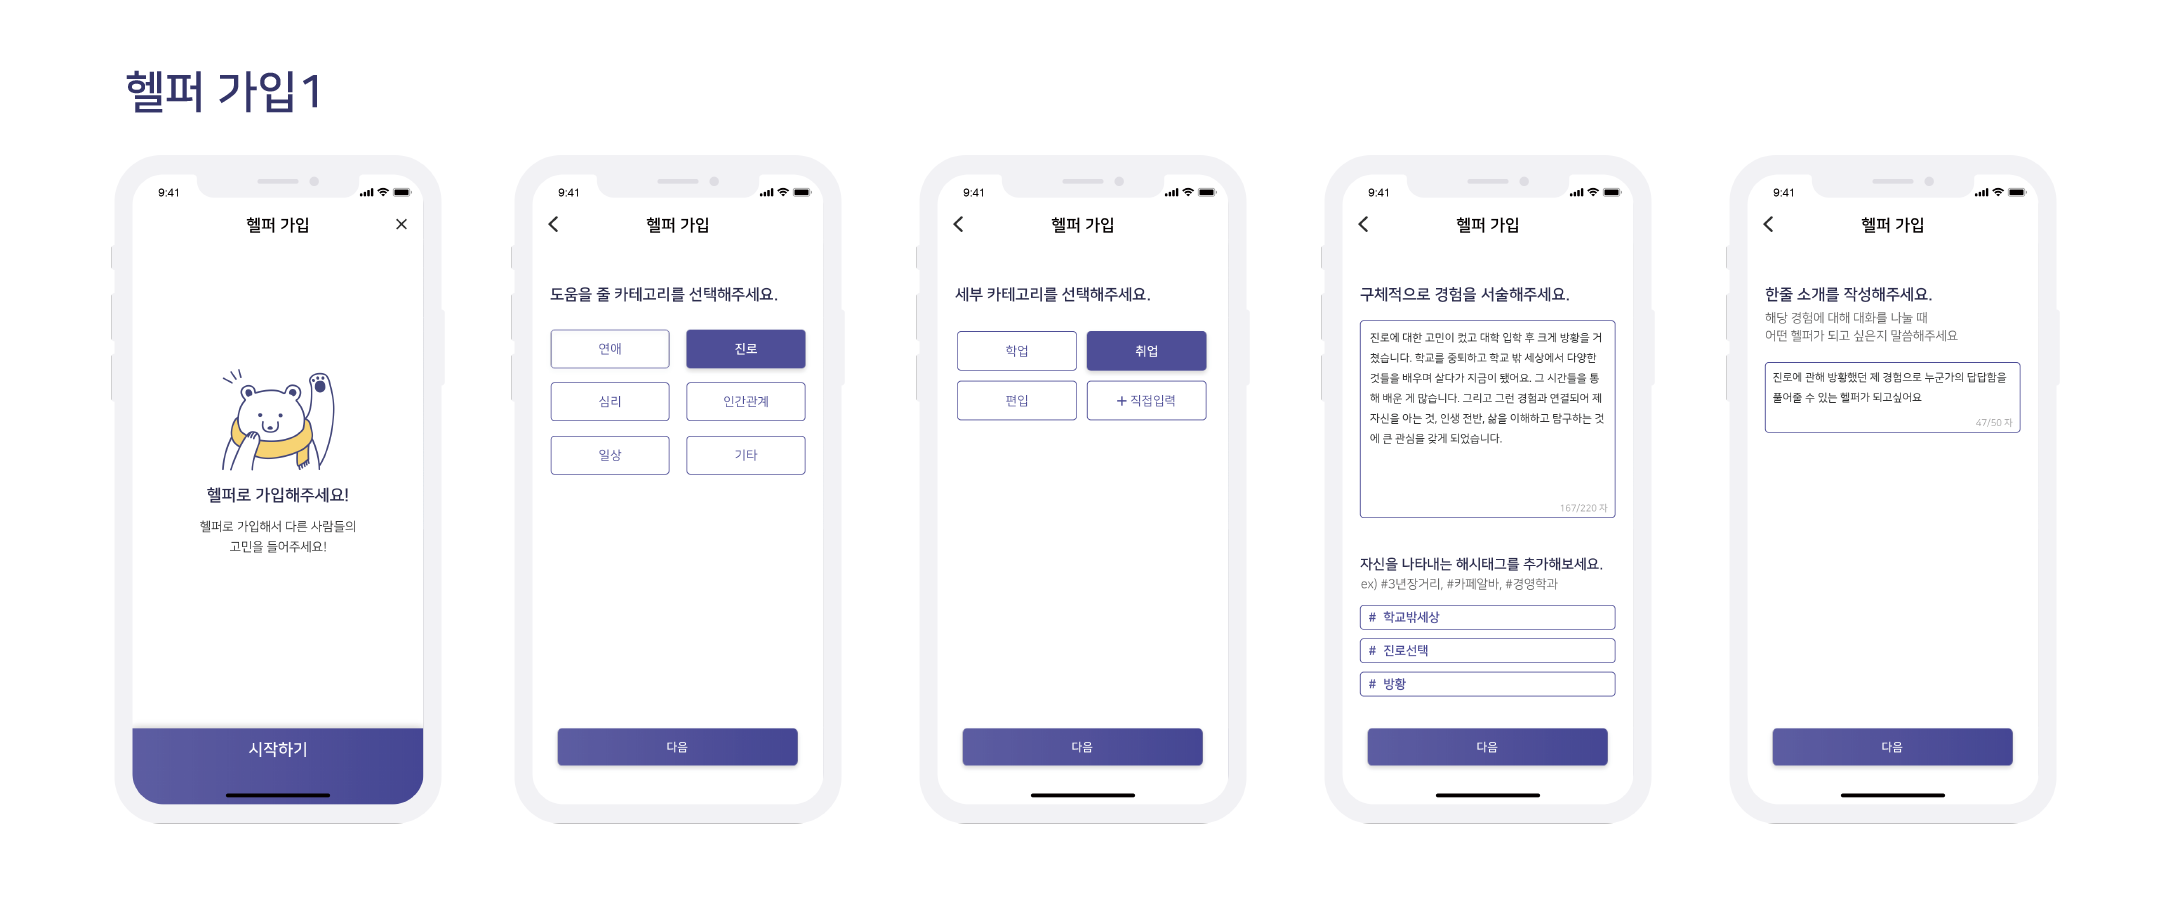 헬퍼 가입1
9:41
헬퍼 가입
헬퍼로 가입해주세요!
헬퍼로 가입해서 다른 사람들의
고민을 들어주세요!
시작하기
9:41
헬퍼 가입
도움을 줄 카테고리를 선택해주세요.
연애
진로
심리
인간관계
일상
기타
다음
9:41
헬퍼 가입
세부 카테고리를 선택해주세요.
학업
취업
편입
+ 직접입력
다음
9:41
헬퍼 가입
구체적으로 경험을 서술해주세요.
진로에 대한 고민이 컸고 대학 입학 후 크게 방황을 거
쳤습니다. 학교를 중퇴하고 학교 밖 세상에서 다양한
것들을 배우며 살다가 지금이 됐어요. 그 시간들을 통
해 배운 게 많습니다. 그리고 그런 경험과 연결되어 제
자신을 아는 것, 인생 전반, 삶을 이해하고 탐구하는 것
에 큰 관심을 갖게 되었습니다.
167/220 자
자신을 나타내는 해시태그를 추가해보세요.
ex) #3년장거리, #카페알바, #경영학과
# 학교밖세상
# 진로선택
# 방황
다음
9:41
헬퍼 가입
한줄 소개를 작성해주세요.
해당 경험에 대해 대화를 나눌 때
어떤 헬퍼가 되고 싶은지 말씀해주세요
진로에 관해 방황했던 제 경험으로 누군가의 답답함을
풀어줄 수 있는 헬퍼가 되고싶어요
47/50 자
다음